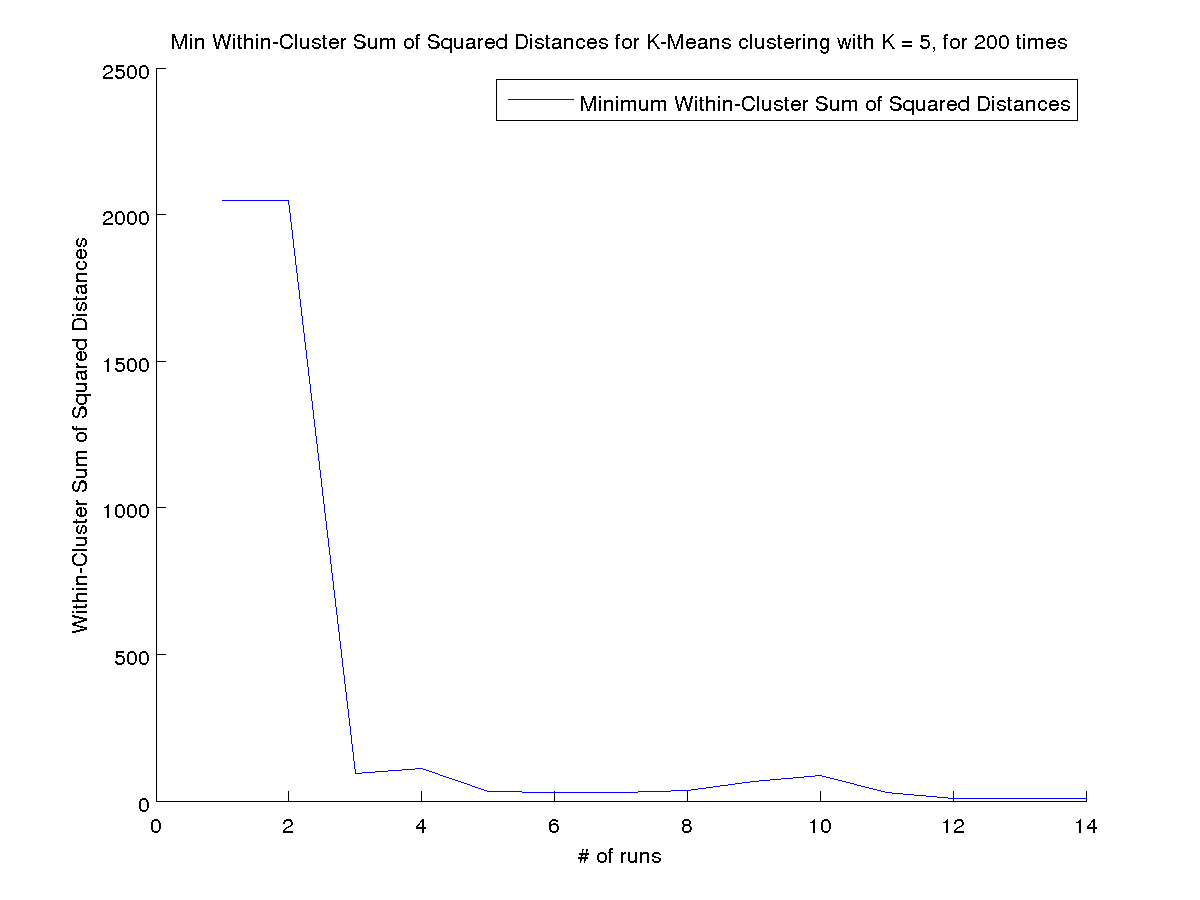 Min Within-Cluster Sum of Squared Distances for K-Means clustering with K = 5, for 200 times
Minimum Within-Cluster Sum of Squared Distances
Within-Cluster Sum of Squared Distances
2500
2000
1500
1000
500
0
0 2 4 6 8 10 12 14
# of runs